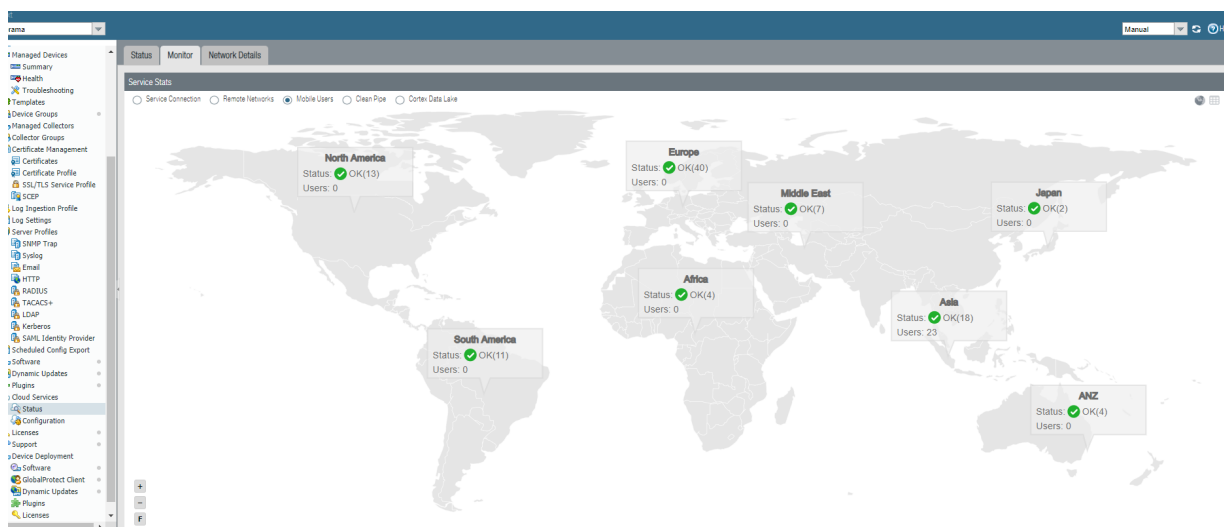 rama
Manual
Managed Devices
Summary
Health
Troubleshooting
Templates
Device Groups
Managed Collectors
Collector Groups
Certificate Management
Certificates
Certificate Profile
SSL/TLS Service Profile
SCEP
Log Ingestion Profile
Log Settings
Server Profiles
SNMP Trap
Syslog
Email
HTTP
RADIUS
TACACS+
LDAP
Kerberos
SAML Identity Provider
Scheduled Config Export
Software
Dynamic Updates
Plugins
Cloud Services
Status
Configuration
Licenses
Support
Device Deployment
Software
GlobalProtect Client
Dynamic Updates
Plugins
Licenses
Status Monitor Network Details
Service Stats
Service Connection Remote Networks Mobile Users Clean Pipe Cortex Data Lake
North America
Status: OK(13)
Users: 0
Europe
Status: OK(40)
Users: 0
Middle East
Status: OK(7)
Users: 0
Japan
Status: OK(2)
Users: 0
Africa
Status: OK(4)
Users: 0
Asia
Status: OK(18)
Users: 23
South America
Status: OK(11)
Users: 0
ANZ
Status: OK(4)
Users: 0
+
−
F